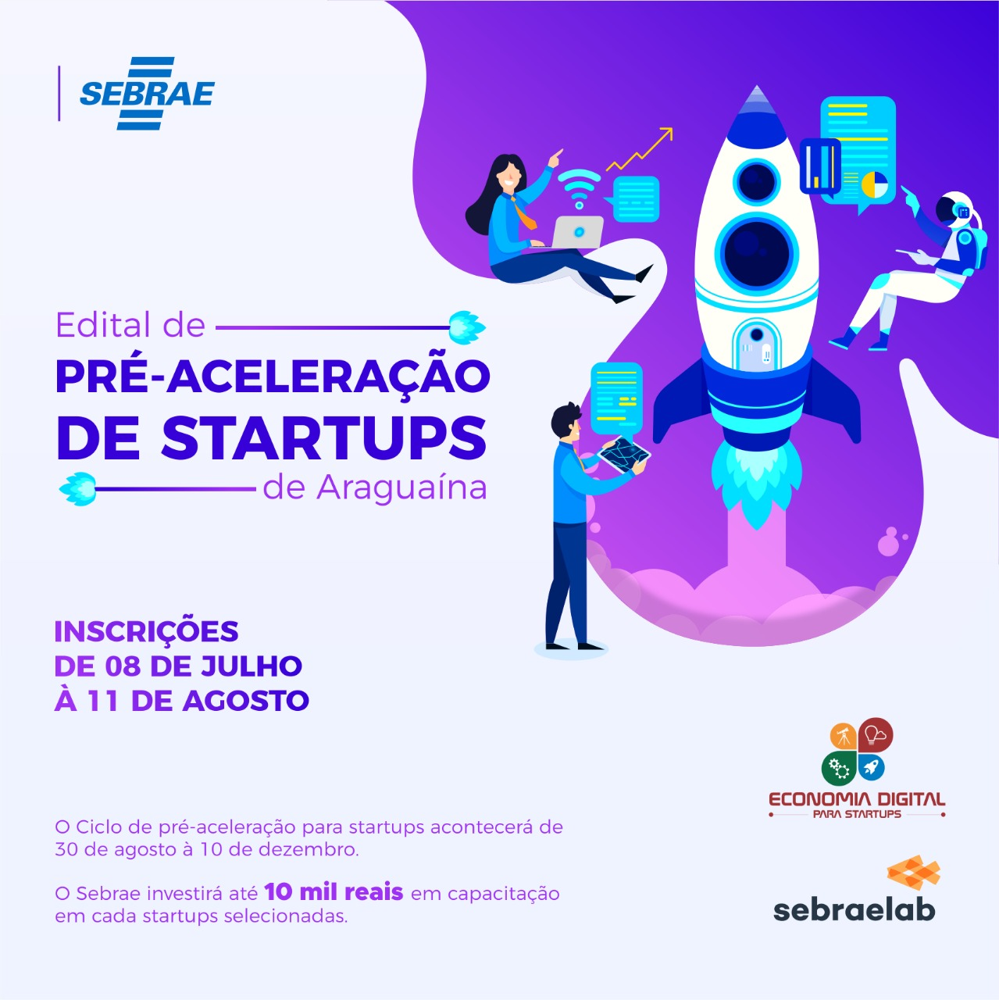 SEBRAE
Edital de
PRÉ-ACELERAÇÃO
DE STARTUPS
de Araguaína
INSCRIÇÕES
DE 08 DE JULHO
À 11 DE AGOSTO
O Ciclo de pré-aceleração para startups acontecerá de
30 de agosto à 10 de dezembro.
O Sebrae investirá até 10 mil reais em capacitação
em cada startups selecionadas.
ECONOMIA DIGITAL
PARA STARTUPS
sebraelab